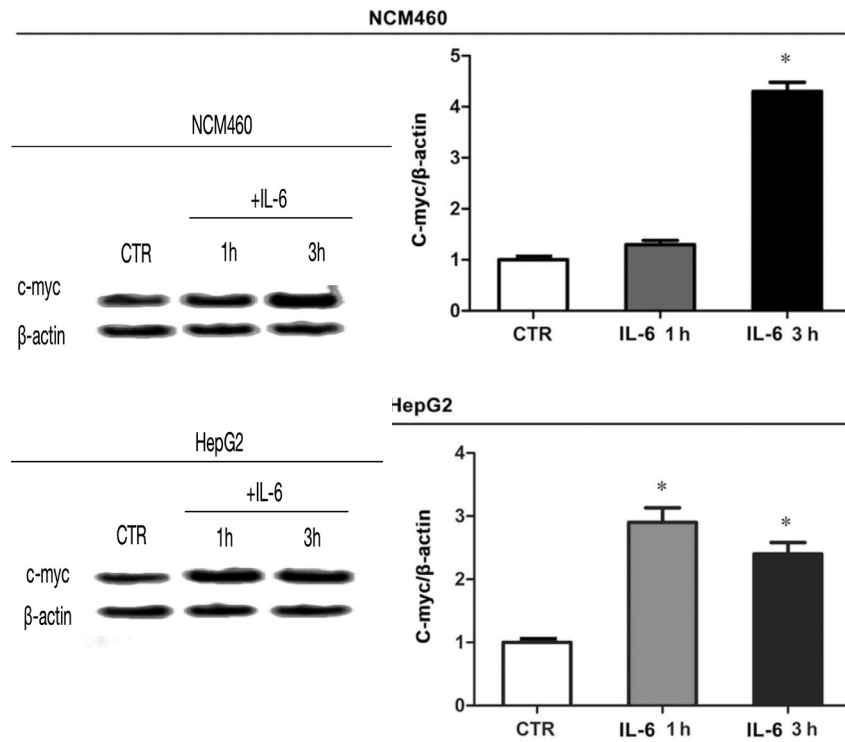 NCM460
NCM460
+IL-6
CTR 1h 3h
c-myc
β-actin
C-myc/β-actin
5
4
3
2
1
0
*
CTR IL-6 1 h IL-6 3 h
HepG2
HepG2
+IL-6
CTR 1h 3h
c-myc
β-actin
C-myc/β-actin
4
3
2
1
0
* *
CTR IL-6 1 h IL-6 3 h